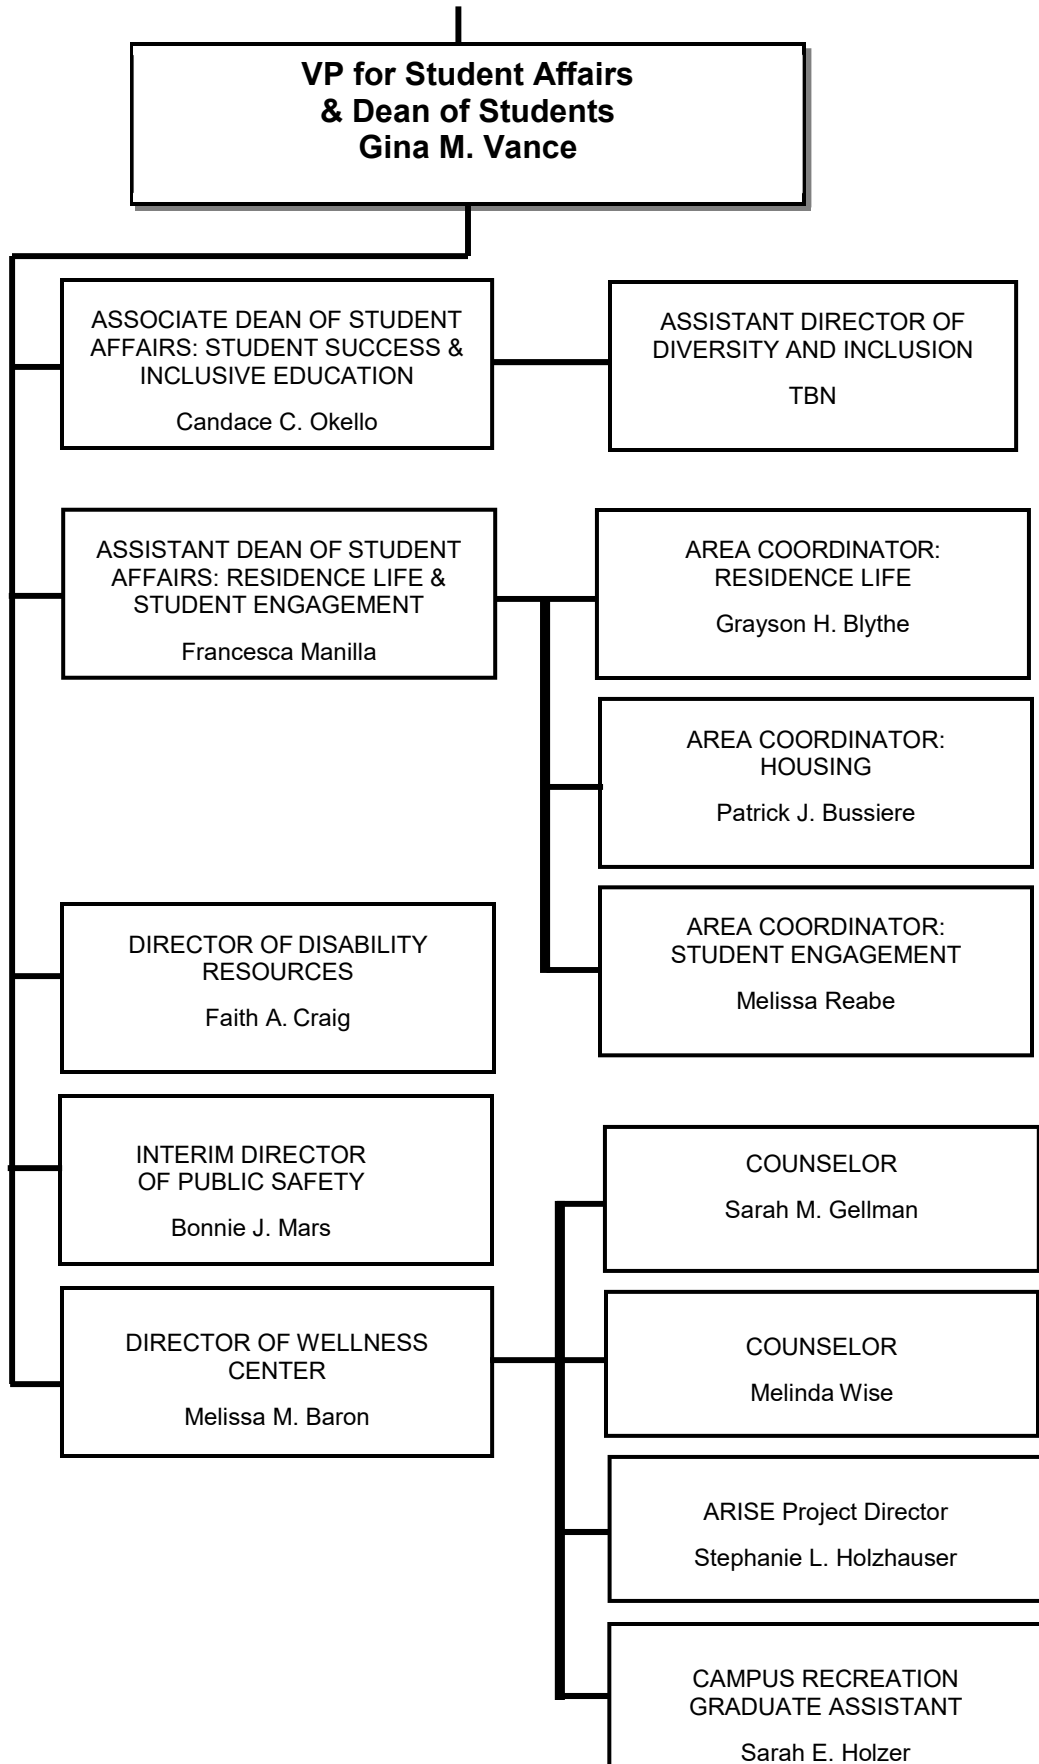 VP for Student Affairs
& Dean of Students
Gina M. Vance
ASSOCIATE DEAN OF STUDENT
AFFAIRS: STUDENT SUCCESS &
INCLUSIVE EDUCATION
Candace C. Okello
ASSISTANT DIRECTOR OF
DIVERSITY AND INCLUSION
TBN
ASSISTANT DEAN OF STUDENT
AFFAIRS: RESIDENCE LIFE &
STUDENT ENGAGEMENT
Francesca Manilla
AREA COORDINATOR:
RESIDENCE LIFE
Grayson H. Blythe
AREA COORDINATOR:
HOUSING
Patrick J. Bussiere
AREA COORDINATOR:
STUDENT ENGAGEMENT
Melissa Reabe
DIRECTOR OF DISABILITY
RESOURCES
Faith A. Craig
INTERIM DIRECTOR
OF PUBLIC SAFETY
Bonnie J. Mars
DIRECTOR OF WELLNESS
CENTER
Melissa M. Baron
COUNSELOR
Sarah M. Gellman
COUNSELOR
Melinda Wise
ARISE Project Director
Stephanie L. Holzhauser
CAMPUS RECREATION
GRADUATE ASSISTANT
Sarah E. Holzer